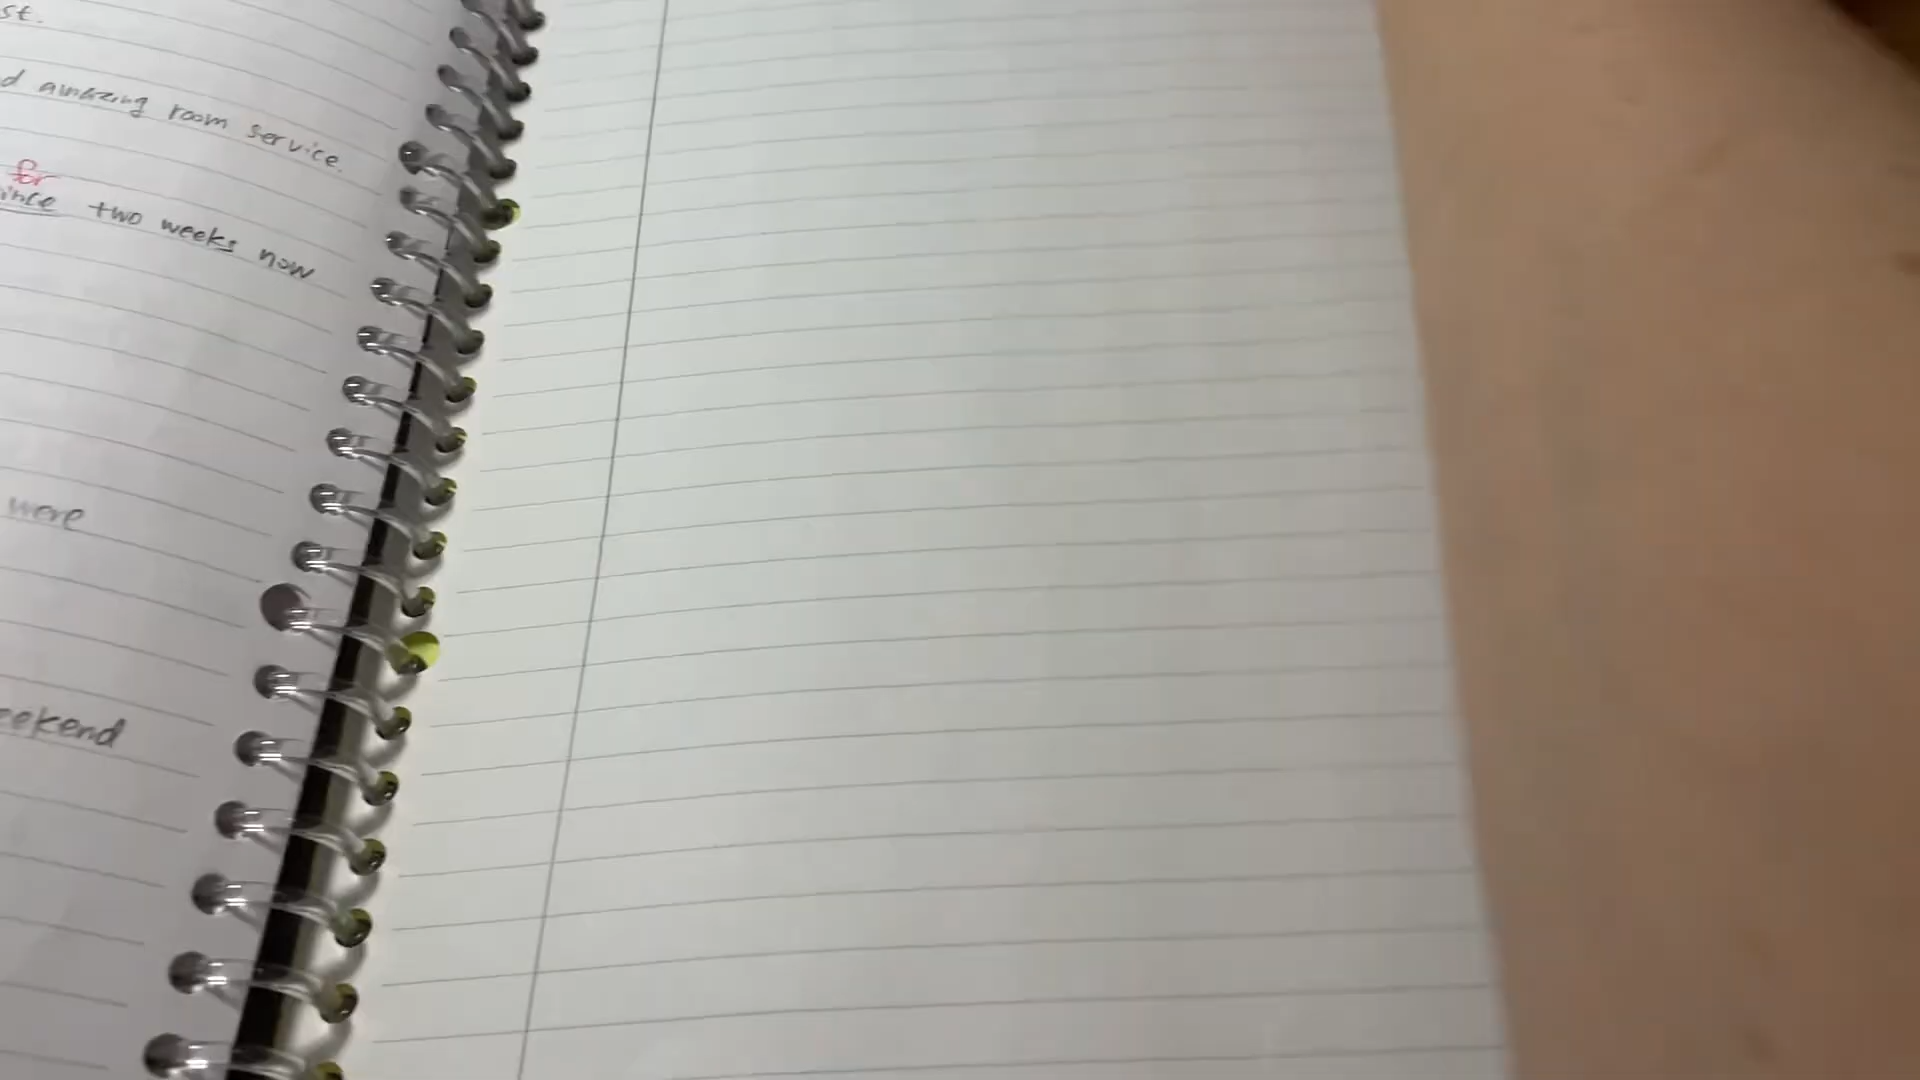 st.
d amazing room service.
for
ince two weeks now
were
eekend